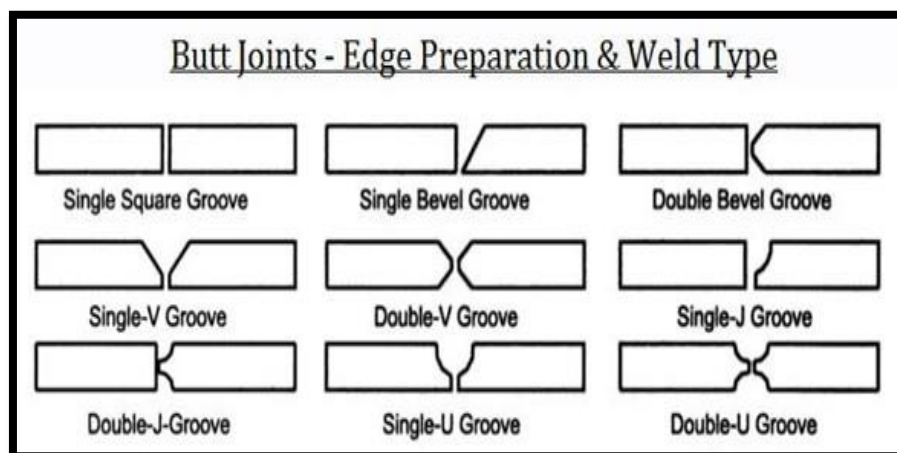 Butt Joints - Edge Preparation & Weld Type
Single Square Groove
Single Bevel Groove
Double Bevel Groove
Single-V Groove
Double-V Groove
Single-J Groove
Double-J-Groove
Single-U Groove
Double-U Groove